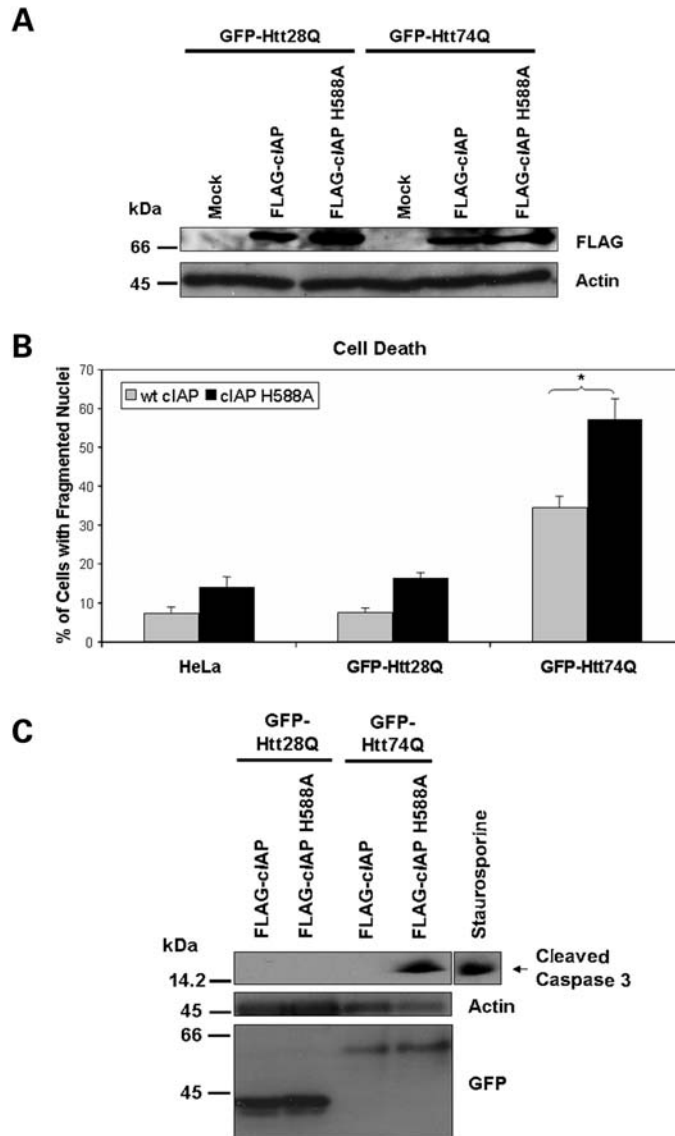 A
GFP-Htt28Q GFP-Htt74Q
Mock
FLAG-cIAP
FLAG-cIAP H588A
Mock
FLAG-cIAP
FLAG-cIAP H588A
kDa
66
FLAG
45
Actin
B
Cell Death
% of Cells with Fragmented Nuclei
70
60
50
40
30
20
10
0
wt cIAP cIAP H588A
*
HeLa GFP-Htt28Q GFP-Htt74Q
C
GFP-
Htt28Q
GFP-
Htt74Q
FLAG-cIAP
FLAG-cIAP H588A
FLAG-cIAP
FLAG-cIAP H588A
Staurosporine
kDa
14.2
Cleaved
Caspase 3
45
Actin
66
45
GFP